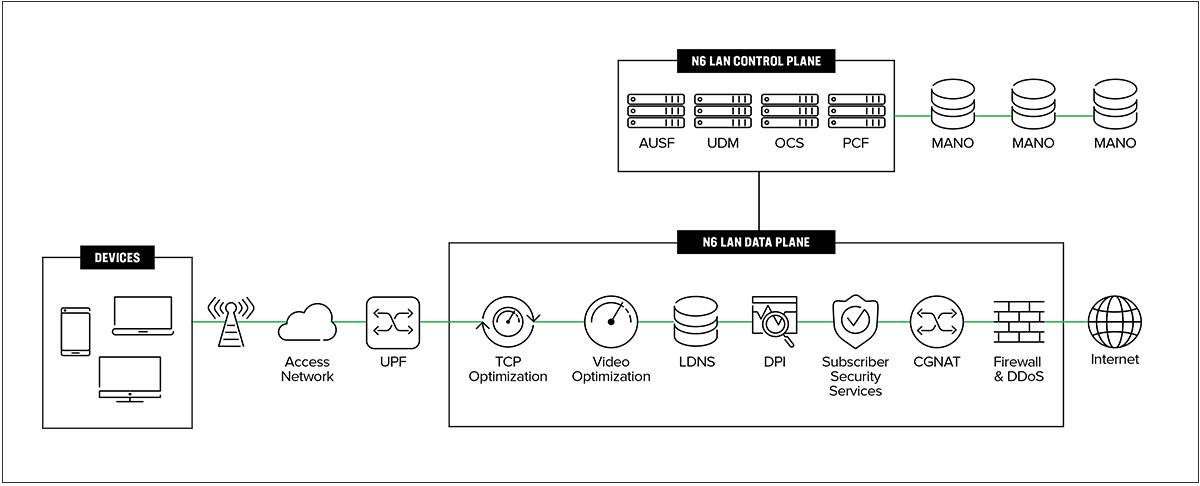 N6 LAN CONTROL PLANE
AUSF
UDM
OCS
PCF
MANO
MANO
MANO
N6 LAN DATA PLANE
DEVICES
Access
Network
UPF
TCP
Optimization
Video
Optimization
LDNS
DPI
Subscriber
Security
Services
CGNAT
Firewall
& DDoS
Internet